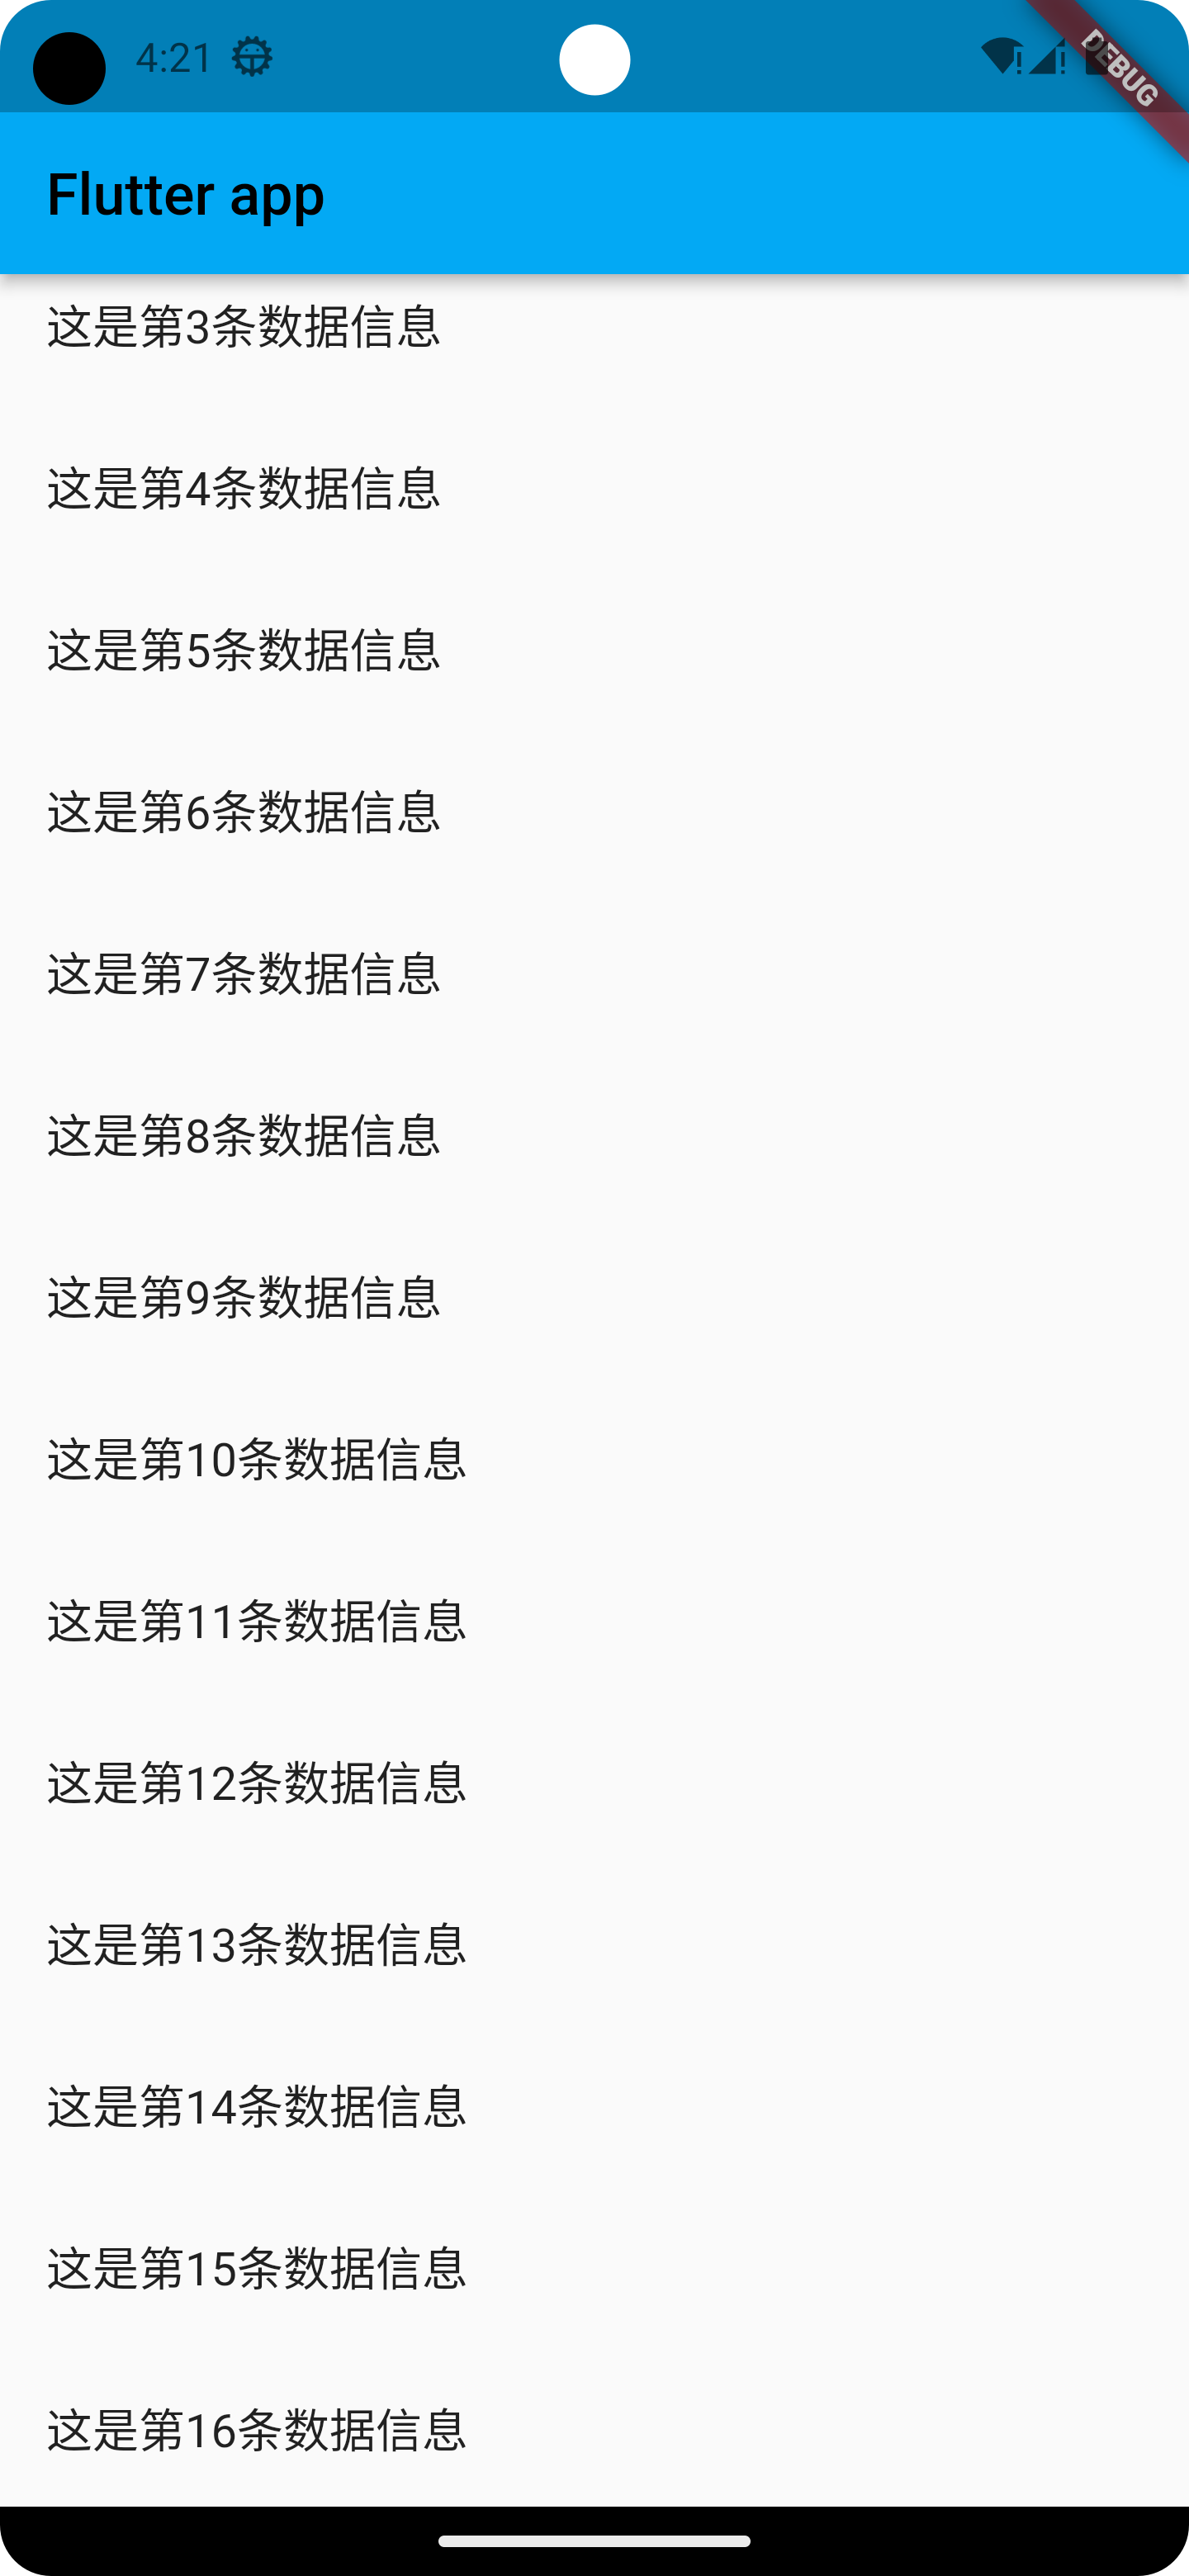 4:21
DEBUG
Flutter app
这是第3条数据信息
这是第4条数据信息
这是第5条数据信息
这是第6条数据信息
这是第7条数据信息
这是第8条数据信息
这是第9条数据信息
这是第10条数据信息
这是第11条数据信息
这是第12条数据信息
这是第13条数据信息
这是第14条数据信息
这是第15条数据信息
这是第16条数据信息